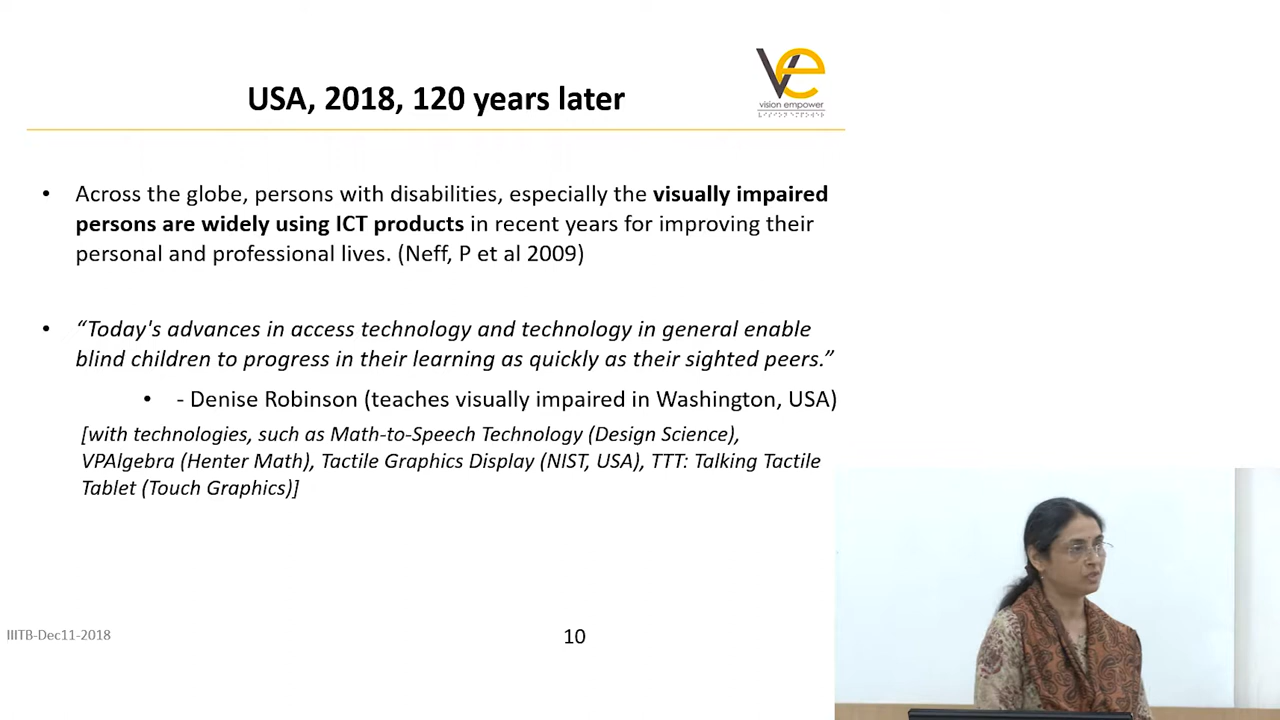 USA, 2018, 120 years later
Ve
vision empower
• Across the globe, persons with disabilities, especially the visually impaired
persons are widely using ICT products in recent years for improving their
personal and professional lives. (Neff, P et al 2009)
• “Today's advances in access technology and technology in general enable
blind children to progress in their learning as quickly as their sighted peers.”
• - Denise Robinson (teaches visually impaired in Washington, USA)
[with technologies, such as Math-to-Speech Technology (Design Science),
VPAlgebra (Henter Math), Tactile Graphics Display (NIST, USA), TTT: Talking Tactile
Tablet (Touch Graphics)]
IIITB-Dec11-2018
10